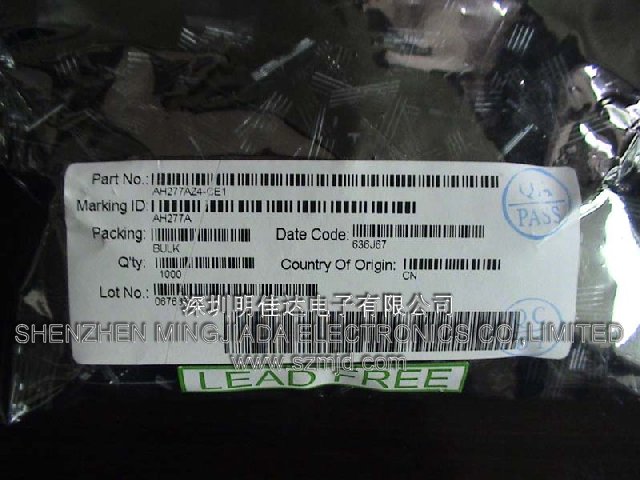 Part No.:
AH277AZ4-CE1
Marking ID:
AH277A
Packing:
BULK
Date Code:
636J67
Q'ty:
1000
Country Of Origin:
CN
Lot No.:
Q.A
PASS
深圳明佳达电子有限公司
SHENZHEN MINGJIADA ELECTRONICS CO.,LIMITED
www.szmjd.com
LEAD FREE